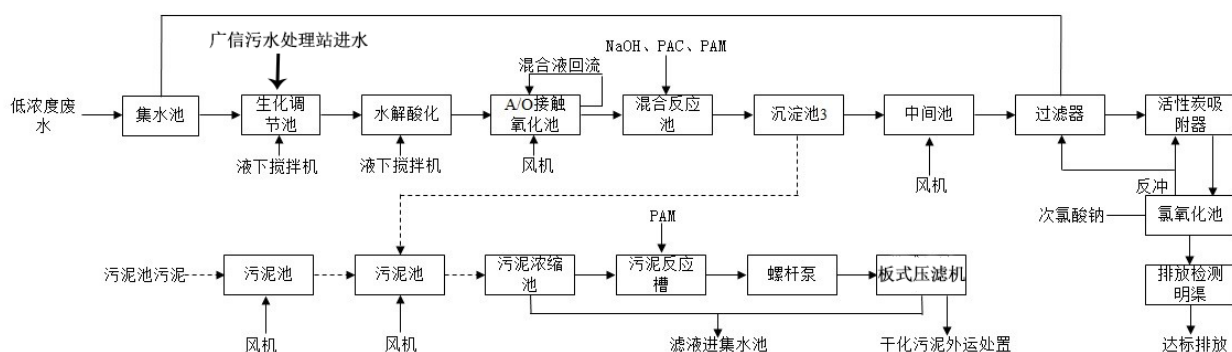 广信污水处理站进水
NaOH、PAC、PAM
混合液回流
低浓度废
水
集水池
生化调
节池
水解酸化
A/O接触
氧化池
混合反应
池
沉淀池3
中间池
过滤器
活性炭吸
附器
液下搅拌机
液下搅拌机
风机
风机
反冲
次氯酸钠
氯氧化池
PAM
污泥池污泥
污泥池
污泥池
污泥浓缩
池
污泥反应
槽
螺杆泵
板式压滤机
排放检测
明渠
风机
风机
滤液进集水池
干化污泥外运处置
达标排放